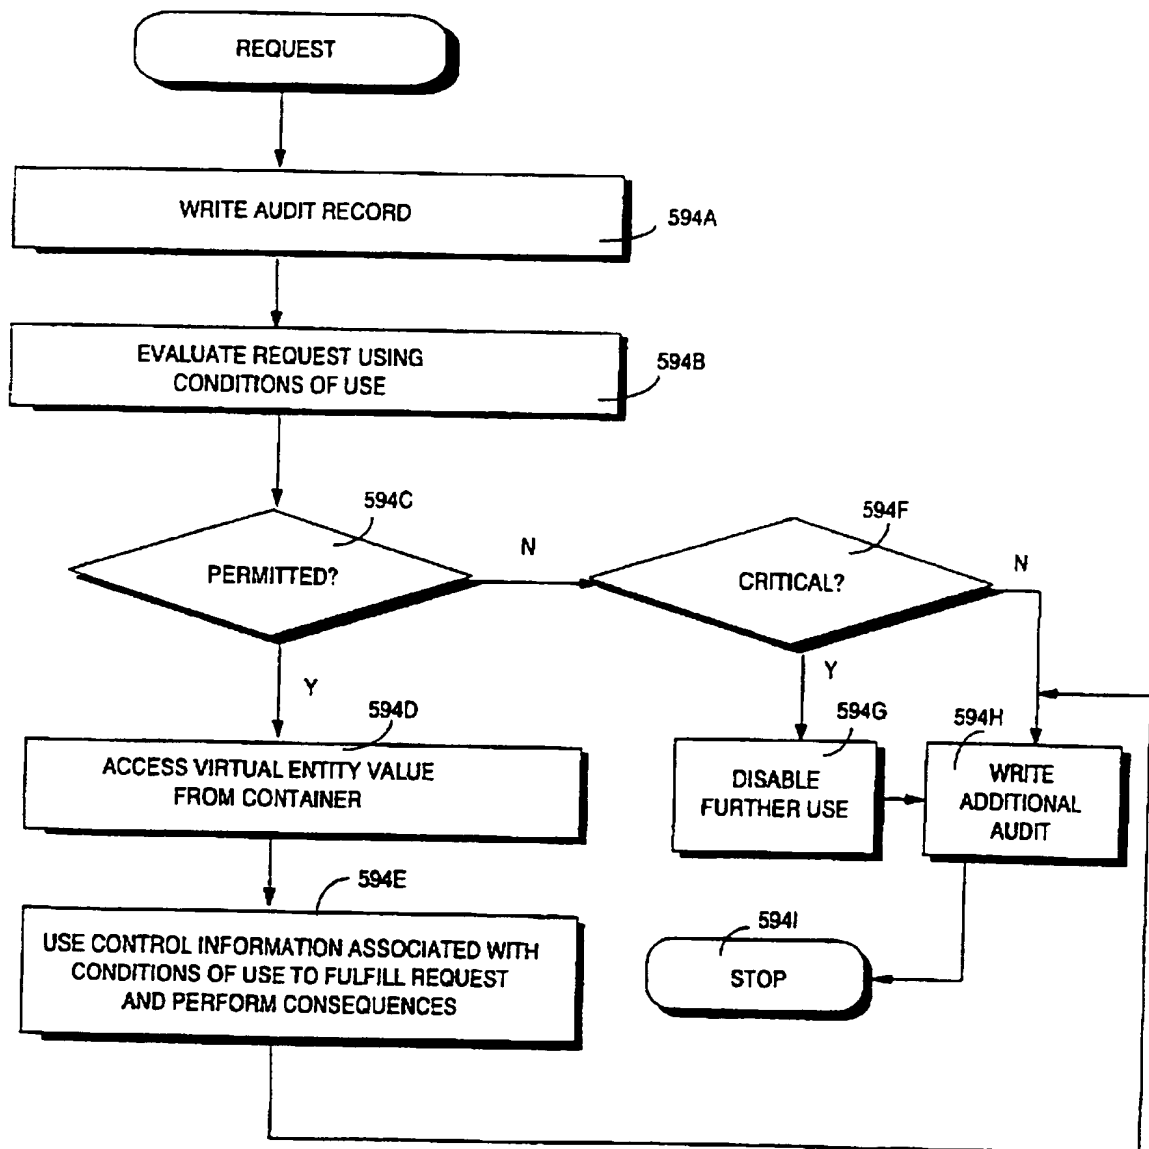 REQUEST
WRITE AUDIT RECORD
594A
EVALUATE REQUEST USING
CONDITIONS OF USE
594B
594C
PERMITTED?
N
594F
CRITICAL?
N
Y
Y
594D
ACCESS VIRTUAL ENTITY VALUE
FROM CONTAINER
594G
DISABLE
FURTHER USE
594H
WRITE
ADDITIONAL
AUDIT
594E
USE CONTROL INFORMATION ASSOCIATED WITH
CONDITIONS OF USE TO FULFILL REQUEST
AND PERFORM CONSEQUENCES
594I
STOP